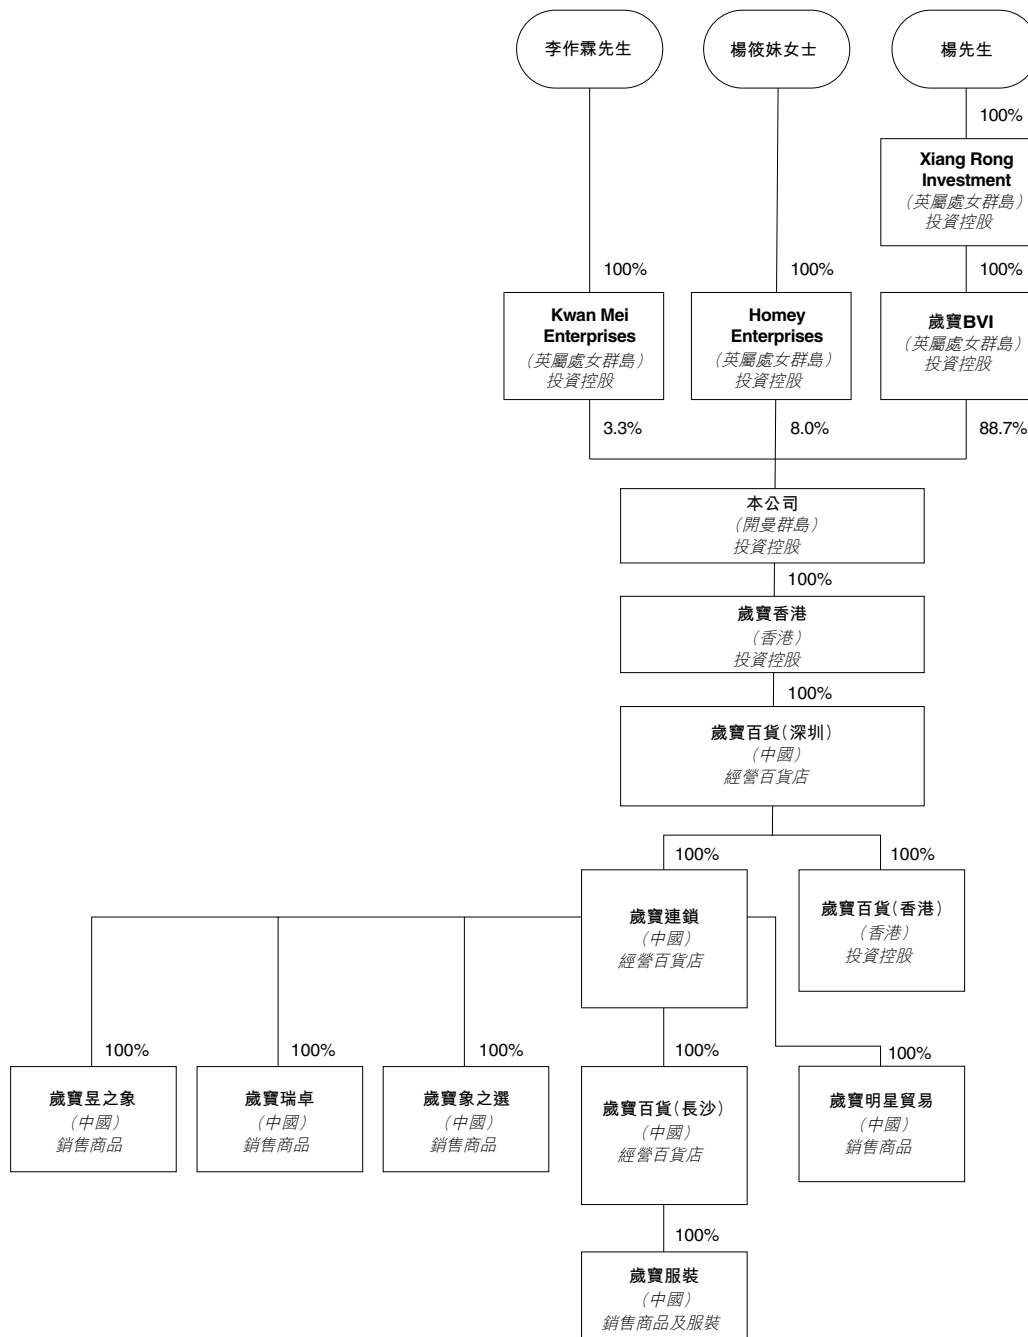 李作霖先生
楊筱妹女士
楊先生
100%
Xiang Rong
Investment
（英屬處女群島）
投資控股
100%
100%
100%
Kwan Mei
Enterprises
（英屬處女群島）
投資控股
Homey
Enterprises
（英屬處女群島）
投資控股
歲寶BVI
（英屬處女群島）
投資控股
3.3%
8.0%
88.7%
本公司
（開曼群島）
投資控股
100%
歲寶香港
（香港）
投資控股
100%
歲寶百貨（深圳）
（中國）
經營百貨店
100%
100%
歲寶連鎖
（中國）
經營百貨店
歲寶百貨（香港）
（香港）
投資控股
100%
100%
100%
100%
100%
歲寶昱之象
（中國）
銷售商品
歲寶瑞卓
（中國）
銷售商品
歲寶象之選
（中國）
銷售商品
歲寶百貨（長沙）
（中國）
經營百貨店
歲寶明星貿易
（中國）
銷售商品
100%
歲寶服裝
（中國）
銷售商品及服裝